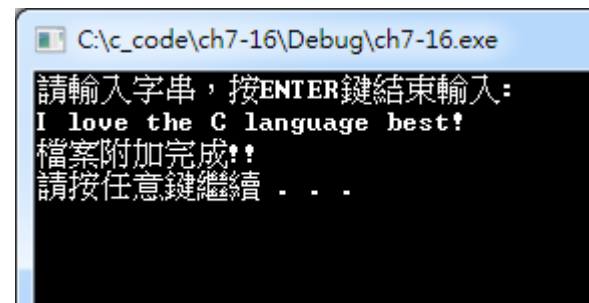 C:\c_code\ch7-16\Debug\ch7-16.exe
請輸入字串，按ENTER鍵結束輸入:
I love the C language best!
檔案附加完成!!
請按任意鍵繼續 . . .